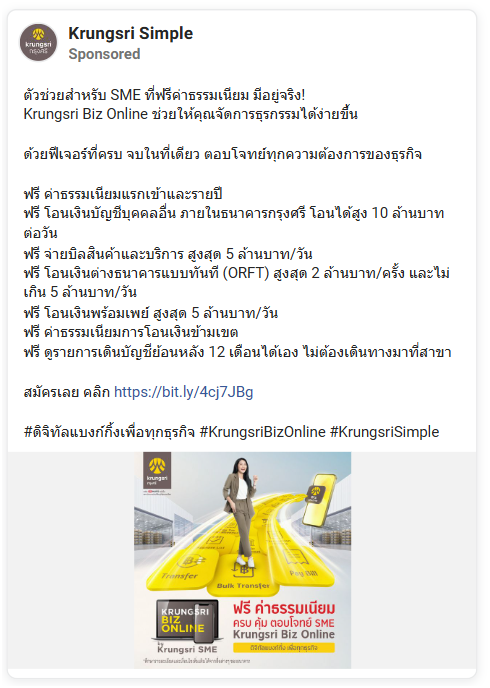 Krungsri Simple
Sponsored
ตัวช่วยสำหรับ SME ที่ฟรีค่าธรรมเนียม มีอยู่จริง!
Krungsri Biz Online ช่วยให้คุณจัดการธุรกรรมได้ง่ายขึ้น
ด้วยฟีเจอร์ที่ครบ จบในที่เดียว ตอบโจทย์ทุกความต้องการของธุรกิจ
ฟรี ค่าธรรมเนียมแรกเข้าและรายปี
ฟรี โอนเงินบัญชีบุคคลอื่น ภายในธนาคารกรุงศรี โอนได้สูง 10 ล้านบาท
ต่อวัน
ฟรี จ่ายบิลสินค้าและบริการ สูงสุด 5 ล้านบาท/วัน
ฟรี โอนเงินต่างธนาคารแบบทันที (ORFT) สูงสุด 2 ล้านบาท/ครั้ง และไม่
เกิน 5 ล้านบาท/วัน
ฟรี โอนเงินพร้อมเพย์ สูงสุด 5 ล้านบาท/วัน
ฟรี ค่าธรรมเนียมการโอนเงินข้ามเขต
ฟรี ดูรายการเดินบัญชีย้อนหลัง 12 เดือนได้เอง ไม่ต้องเดินทางมาที่สาขา
สมัครเลย คลิก https://bit.ly/4cj7JBg
#ดิจิทัลแบงก์กิ้งเพื่อทุกธุรกิจ #KrungsriBizOnline #KrungsriSimple
krungsri
กรุงศรี
Transfer
Bulk Transfer
Pay Bill
KRUNGSRI
BIZ
ONLINE
by
Krungsri SME
ฟรี ค่าธรรมเนียม
ครบ คุ้ม ตอบโจทย์ SME
Krungsri Biz Online
ดิจิทัลแบงก์กิ้ง เพื่อทุกธุรกิจ